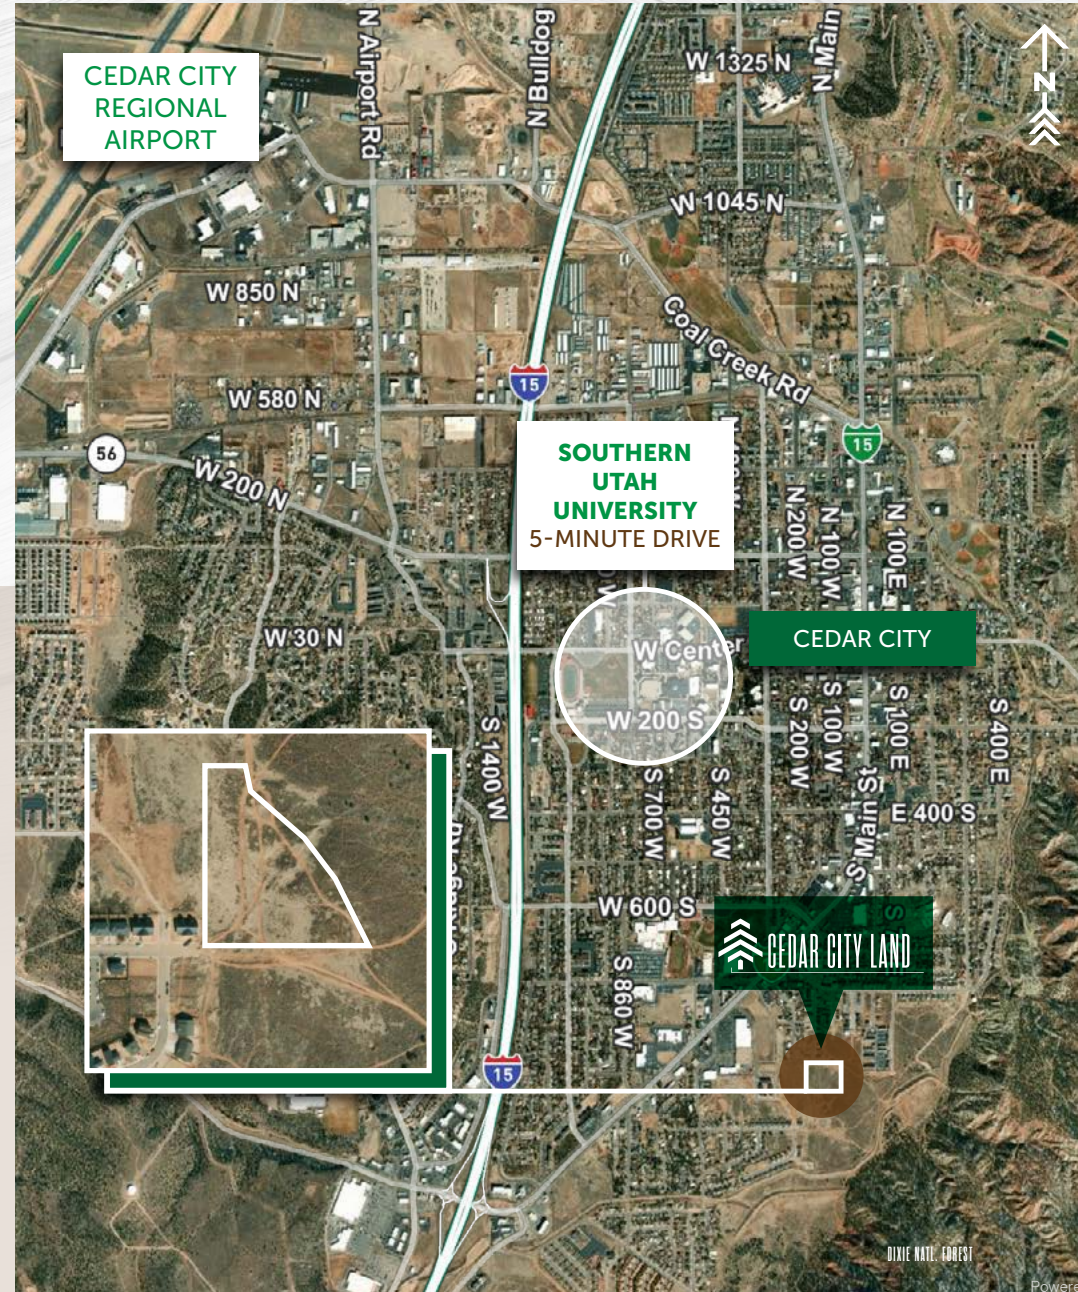 CEDAR CITY
REGIONAL
AIRPORT
N Airport Rd
N Bulldog
W 1325 N
N Main
N
W 1045 N
W 850 N
Coal Creek Rd
W 580 N
15
15
56
W 200 N
SOUTHERN
UTAH
UNIVERSITY
5-MINUTE DRIVE
N 200 W
N 100 W
N 100 E
W 30 N
W Center
CEDAR CITY
W 200 S
S 1400 W
S 200 W
S 100 W
S 100 E
S 400 E
S 700 W
S 450 W
S Main St
E 400 S
W 600 S
CEDAR CITY LAND
S 860 W
15
DIXIE NATL. FOREST